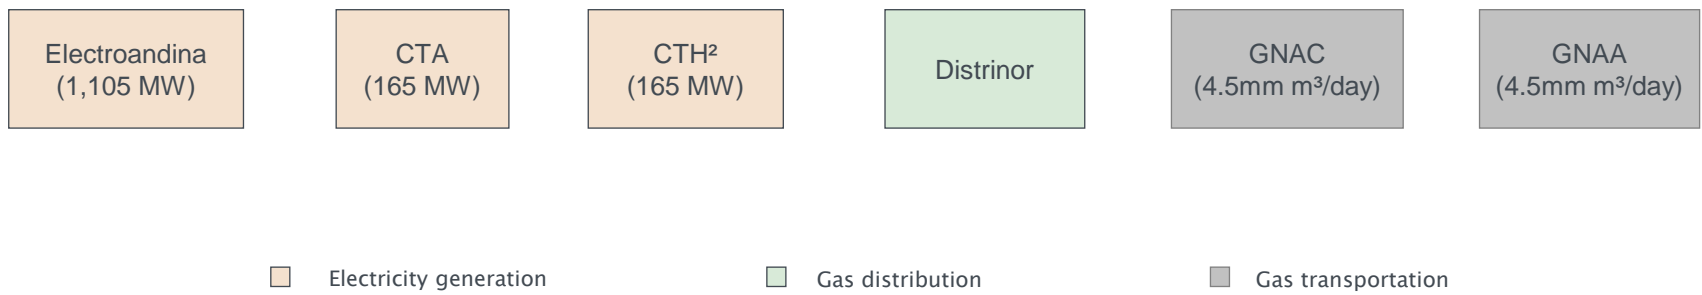 Electroandina
(1,105 MW)
CTA
(165 MW)
CTH²
(165 MW)
Distrinor
GNAC
(4.5mm m³/day)
GNAA
(4.5mm m³/day)
Electricity generation
Gas distribution
Gas transportation